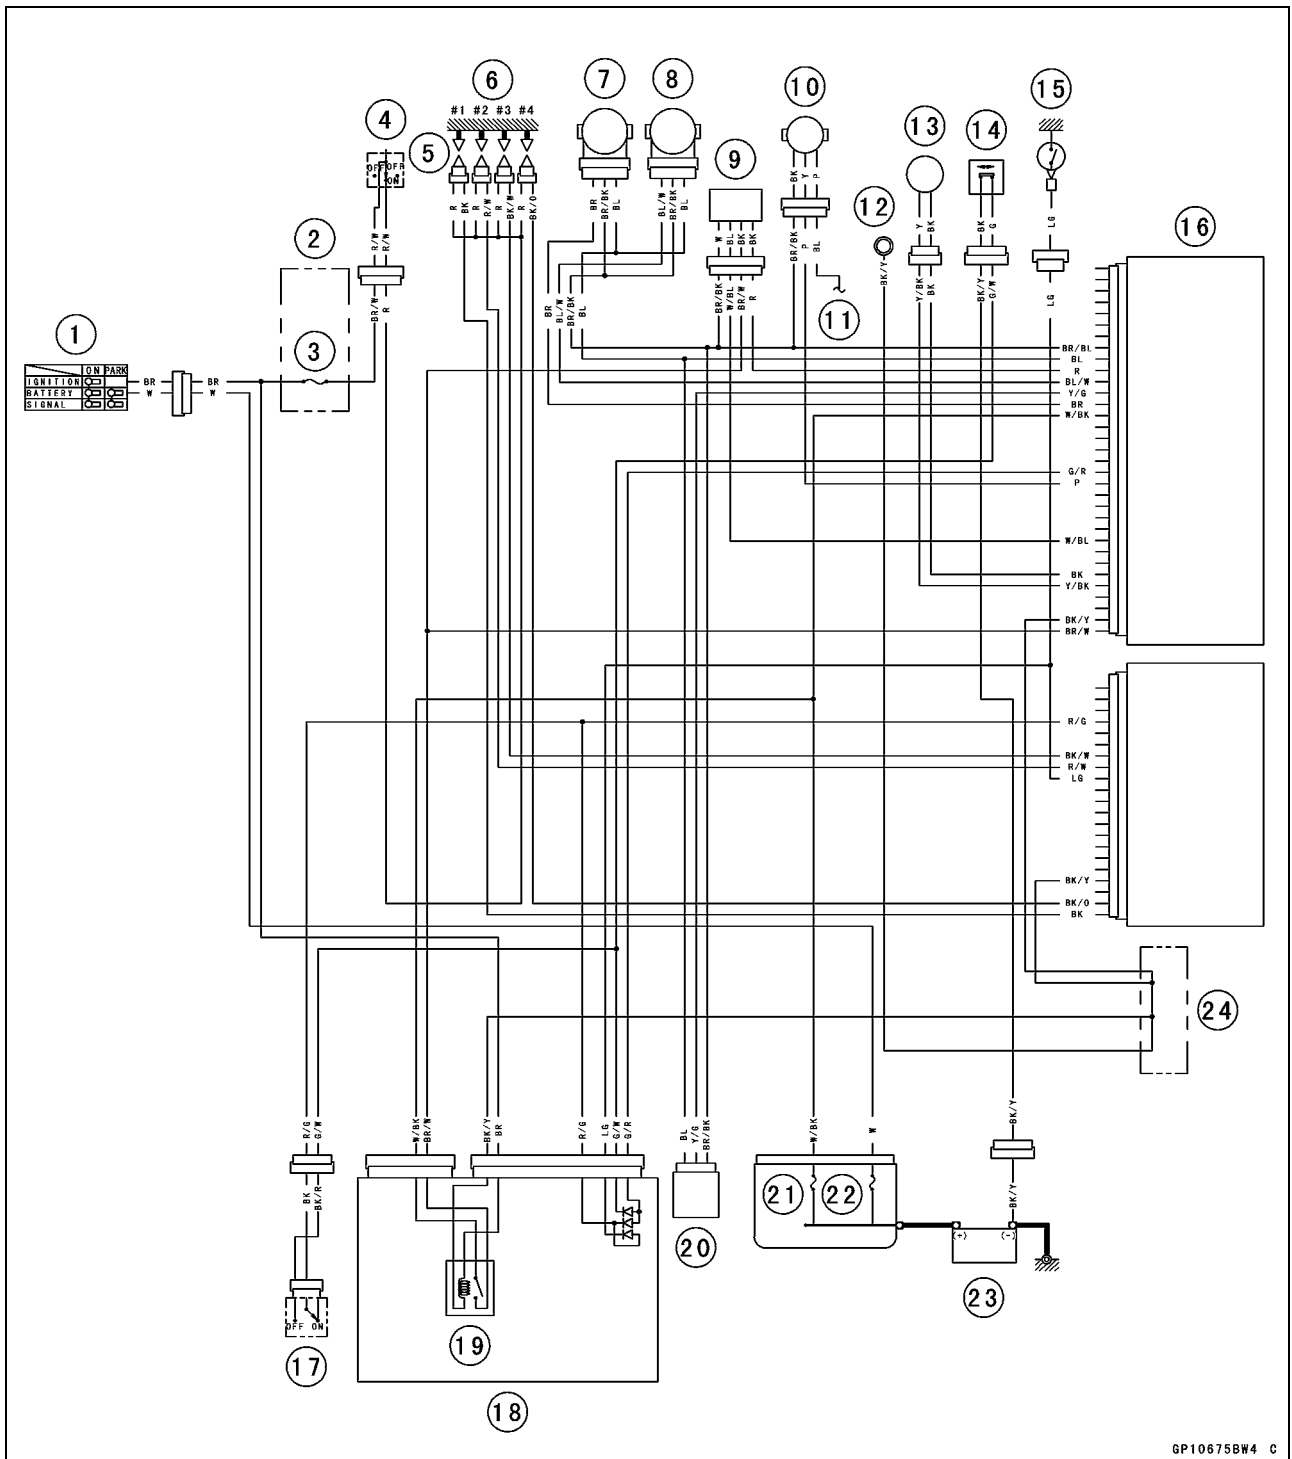 6
7
8
10
15
#1 #2 #3 #4
4
5
9
13
14
OFF OFF
ON
12
16
R BK R R/W R BK/W R BK/O
BR BR/BK BL
BL/W BR/BK BL
W BL BK BK
BK Y P
Y BK
BK G
LG
2
R/W R/W
BR/BK P BL
BK/Y
BR/W R
BR BL/W BR/BK BL
BR/BK W/BL BR/W R
11
Y/BK BK
BK/Y G/W
LG
1
3
ON PARK
IGNITION
BATTERY
SIGNAL
BR BR
W W
BR/BL
BL
R
BL/W
Y/G
BR
W/BK
G/R
P
W/BL
BK
Y/BK
BK/Y
BR/W
R/G
BK/W
R/W
LG
BK/Y
BK/O
BK
24
R/G G/W
W/BK BR/W
BK/Y BR
R/G LG G/W G/R
BL Y/G BR/BK
W/BK W
BK/Y
BK BK/R
BK/Y
21 22
20
(+) (-)
23
OFF ON
17
19
18
GP10675BW4 C